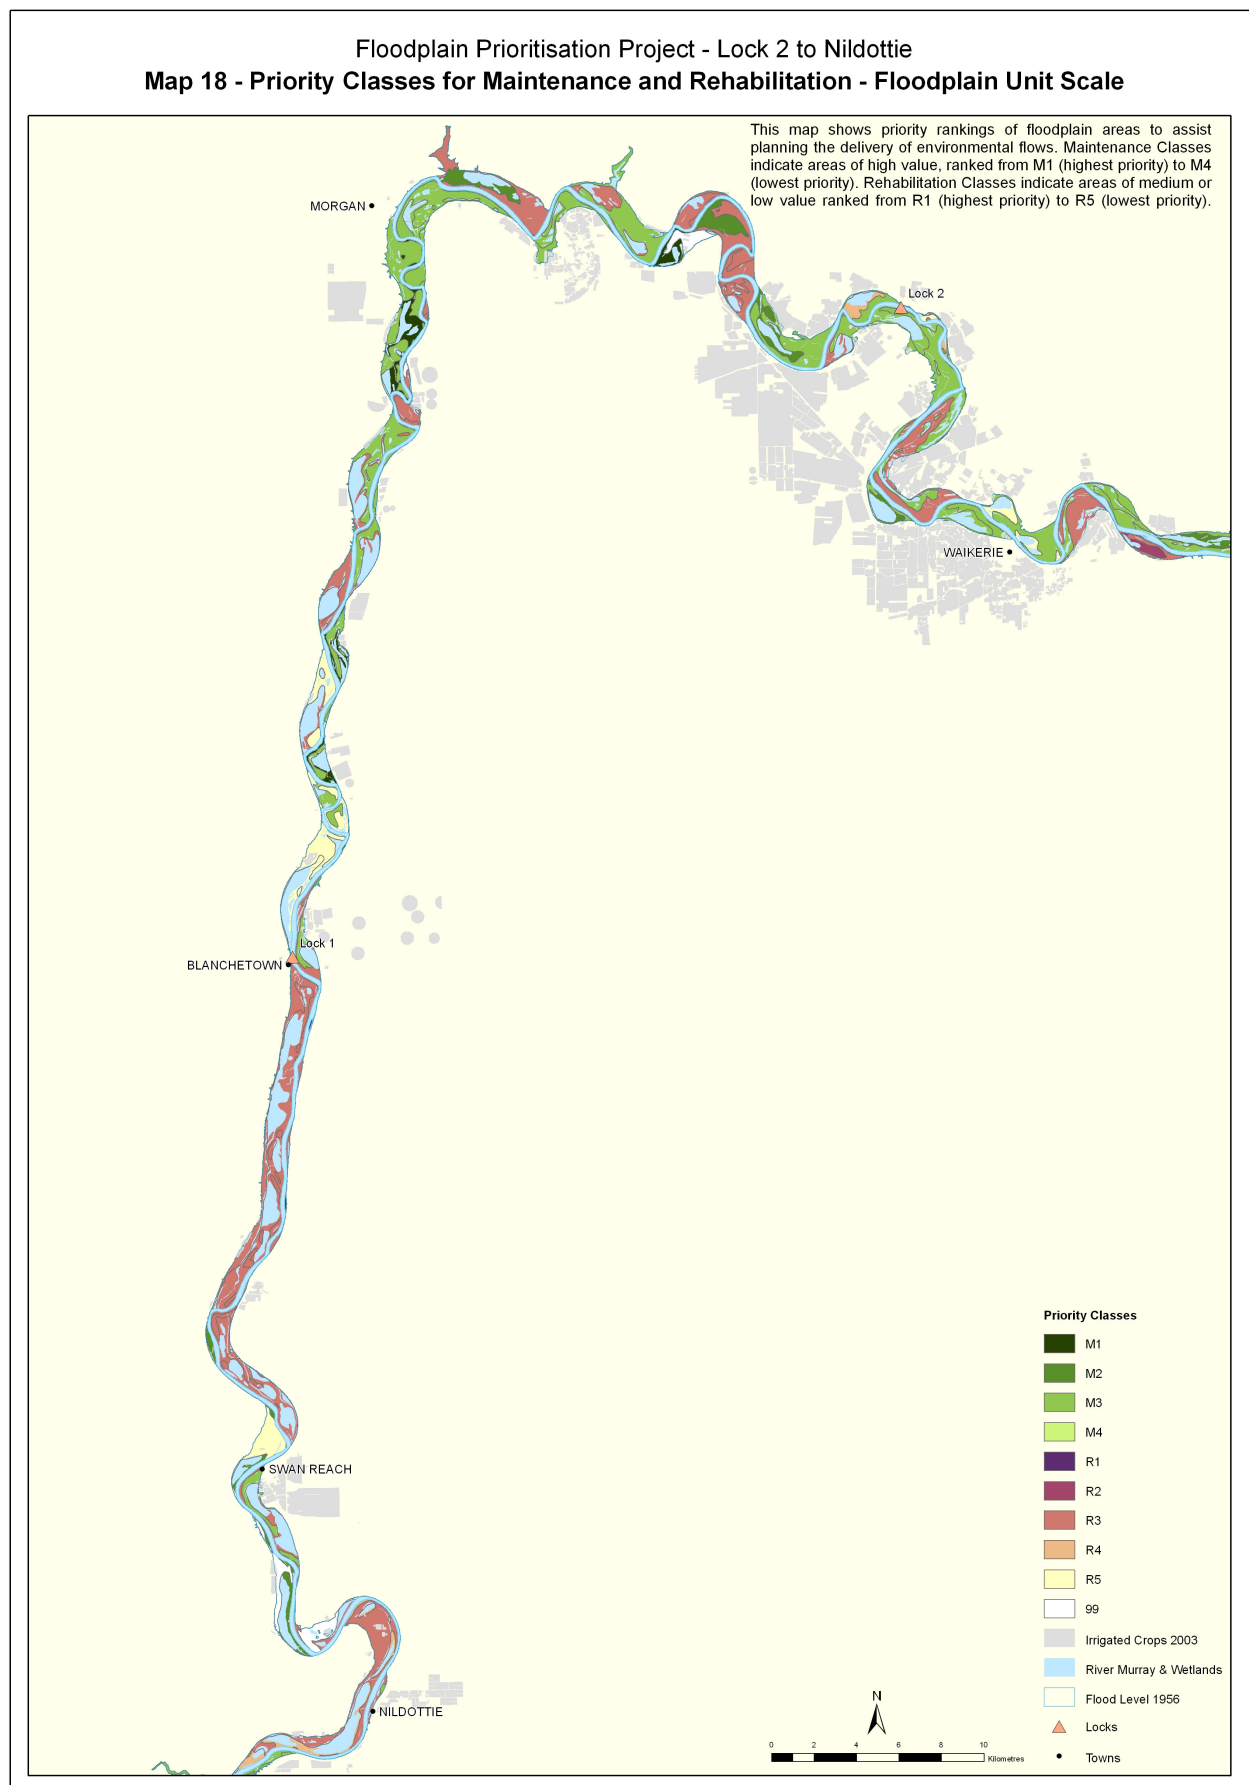 Floodplain Prioritisation Project - Lock 2 to Nildottie
Map 18 - Priority Classes for Maintenance and Rehabilitation - Floodplain Unit Scale
This map shows priority rankings of floodplain areas to assist
planning the delivery of environmental flows. Maintenance Classes
indicate areas of high value, ranked from M1 (highest priority) to M4
(lowest priority). Rehabilitation Classes indicate areas of medium or
low value ranked from R1 (highest priority) to R5 (lowest priority).
MORGAN
Lock 2
WAIKERIE
Lock 1
BLANCHETOWN
SWAN REACH
NILDOTTIE
Priority Classes
M1
M2
M3
M4
R1
R2
R3
R4
R5
99
Irrigated Crops 2003
River Murray & Wetlands
Flood Level 1956
Locks
Towns
N
0 2 4 6 8 10
Kilometres